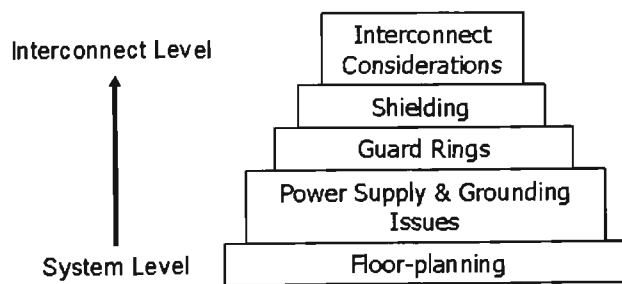 Interconnect Level
System Level
Interconnect
Considerations
Shielding
Guard Rings
Power Supply & Grounding
Issues
Floor-planning